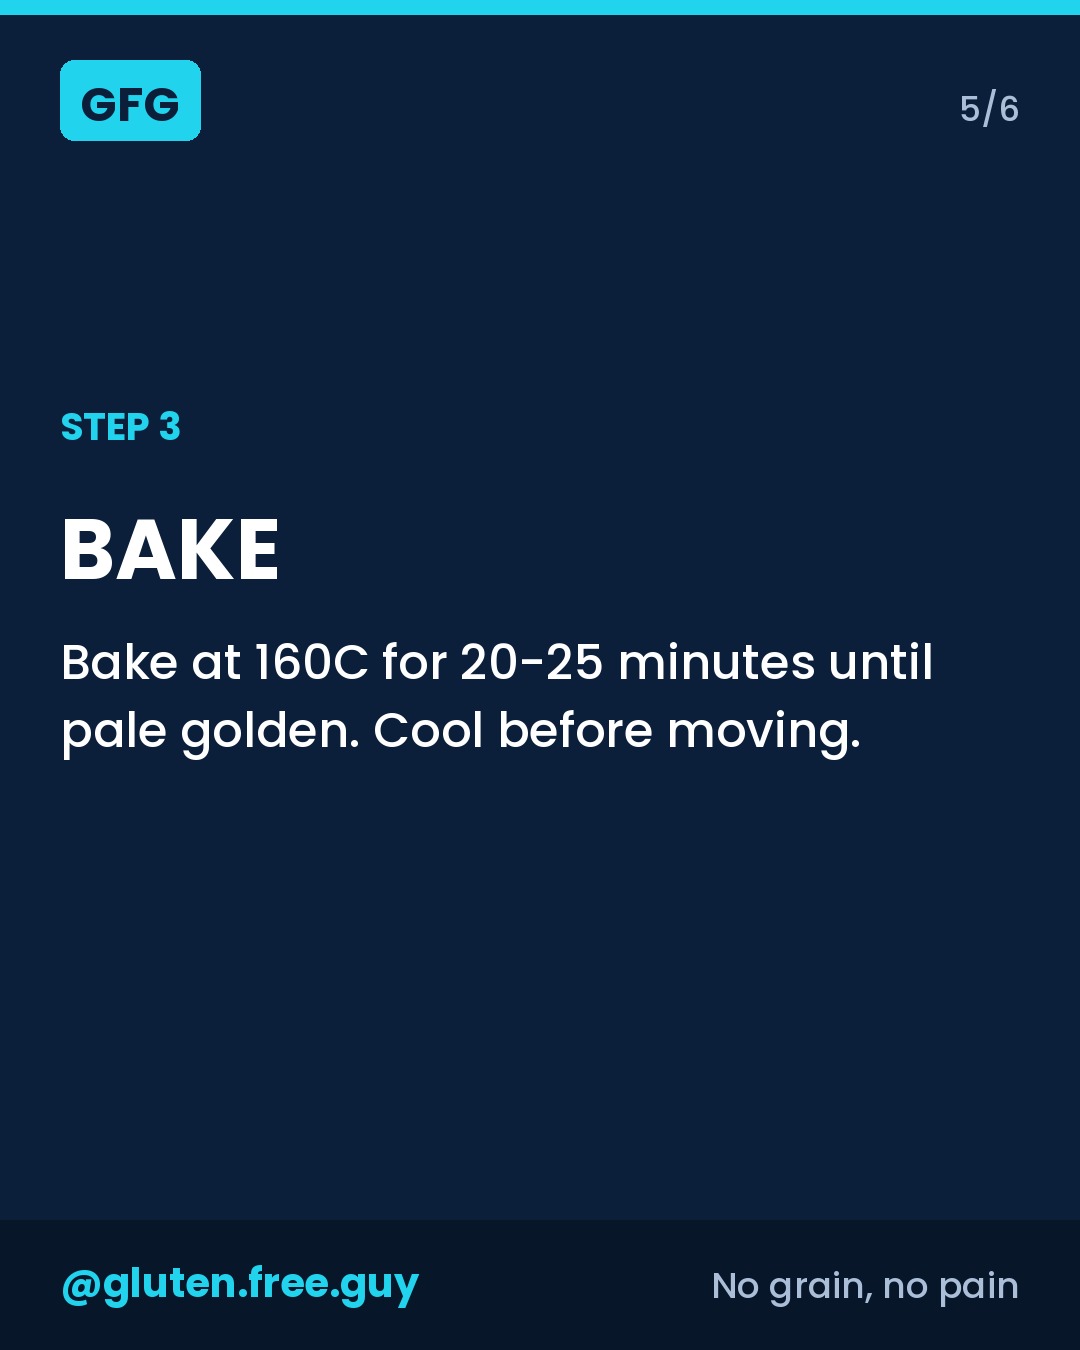 GFG
5/6
STEP 3
BAKE
Bake at 160C for 20-25 minutes until
pale golden. Cool before moving.
@gluten.free.guy
No grain, no pain